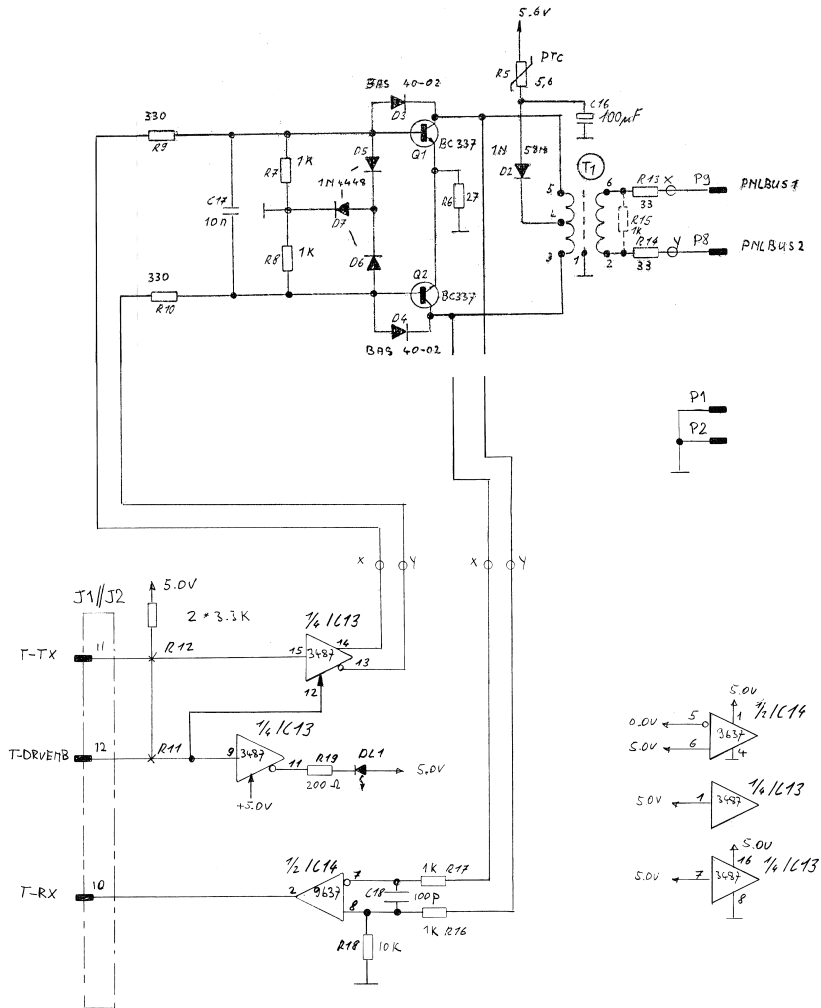 5.6V
PTC
R5
5,6
BAS 40-02
D3
C16
100µF
330
R9
BC337
Q1
1N
58
D2
T1
D5
R7
1K
1N4448
C17
10n
D7
R6
27
5
6
4
3
1
2
R13
X
P9
PNLBUS1
33
R15
1K
R14
Y
P8
PNLBUS2
33
R8
1K
D6
330
R10
Q2
BC337
D4
BAS 40-02
P1
P2
X
Y
X
Y
J1//J2
5.0V
2 * 3.3K
1/4 IC13
T-TX
11
R12
15
3487
14
13
12
1/4 IC13
T-DRVENB
12
R11
9
3487
11
R19
200 Ω
DL1
5.0V
+5.0V
5.0V
1/2 IC14
0.0V
5
1
9637
5.0V
6
4
1/4 IC13
5.0V
1
3487
5.0V
16
1/4 IC13
5.0V
7
3487
8
1/2 IC14
T-RX
10
2
9637
7
1K R17
C18
100p
8
1K R16
R18
10K